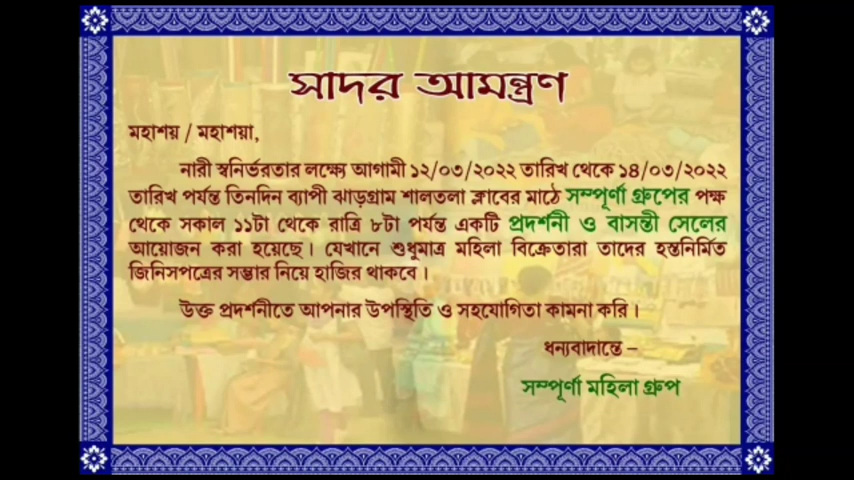 সাদর আমন্ত্রণ
মহাশয় / মহাশয়া,
নারী স্বনির্ভরতার লক্ষ্যে আগামী ১২/০৩/২০২২ তারিখ থেকে ১৪/০৩/২০২২
তারিখ পর্যন্ত তিনদিন ব্যাপী ঝাড়গ্রাম শালতলা ক্লাবের মাঠে সম্পূর্ণা গ্রুপের পক্ষ
থেকে সকাল ১১টা থেকে রাত্রি ৮টা পর্যন্ত একটি প্রদর্শনী ও বাসন্তী সেলের
আয়োজন করা হয়েছে। যেখানে শুধুমাত্র মহিলা বিক্রেতারা তাদের হস্তনির্মিত
জিনিসপত্রের সম্ভার নিয়ে হাজির থাকবে।
উক্ত প্রদর্শনীতে আপনার উপস্থিতি ও সহযোগিতা কামনা করি।
ধন্যবাদান্তে –
সম্পূর্ণা মহিলা গ্রুপ